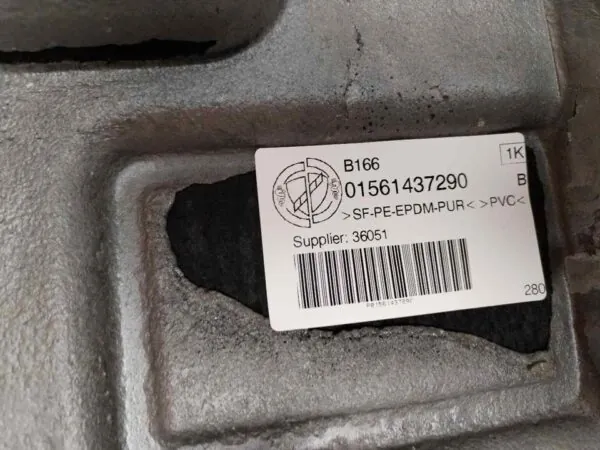 B166
1K
01561437290
B
>SF-PE-EPDM-PUR< >PVC<
Supplier: 36051
280